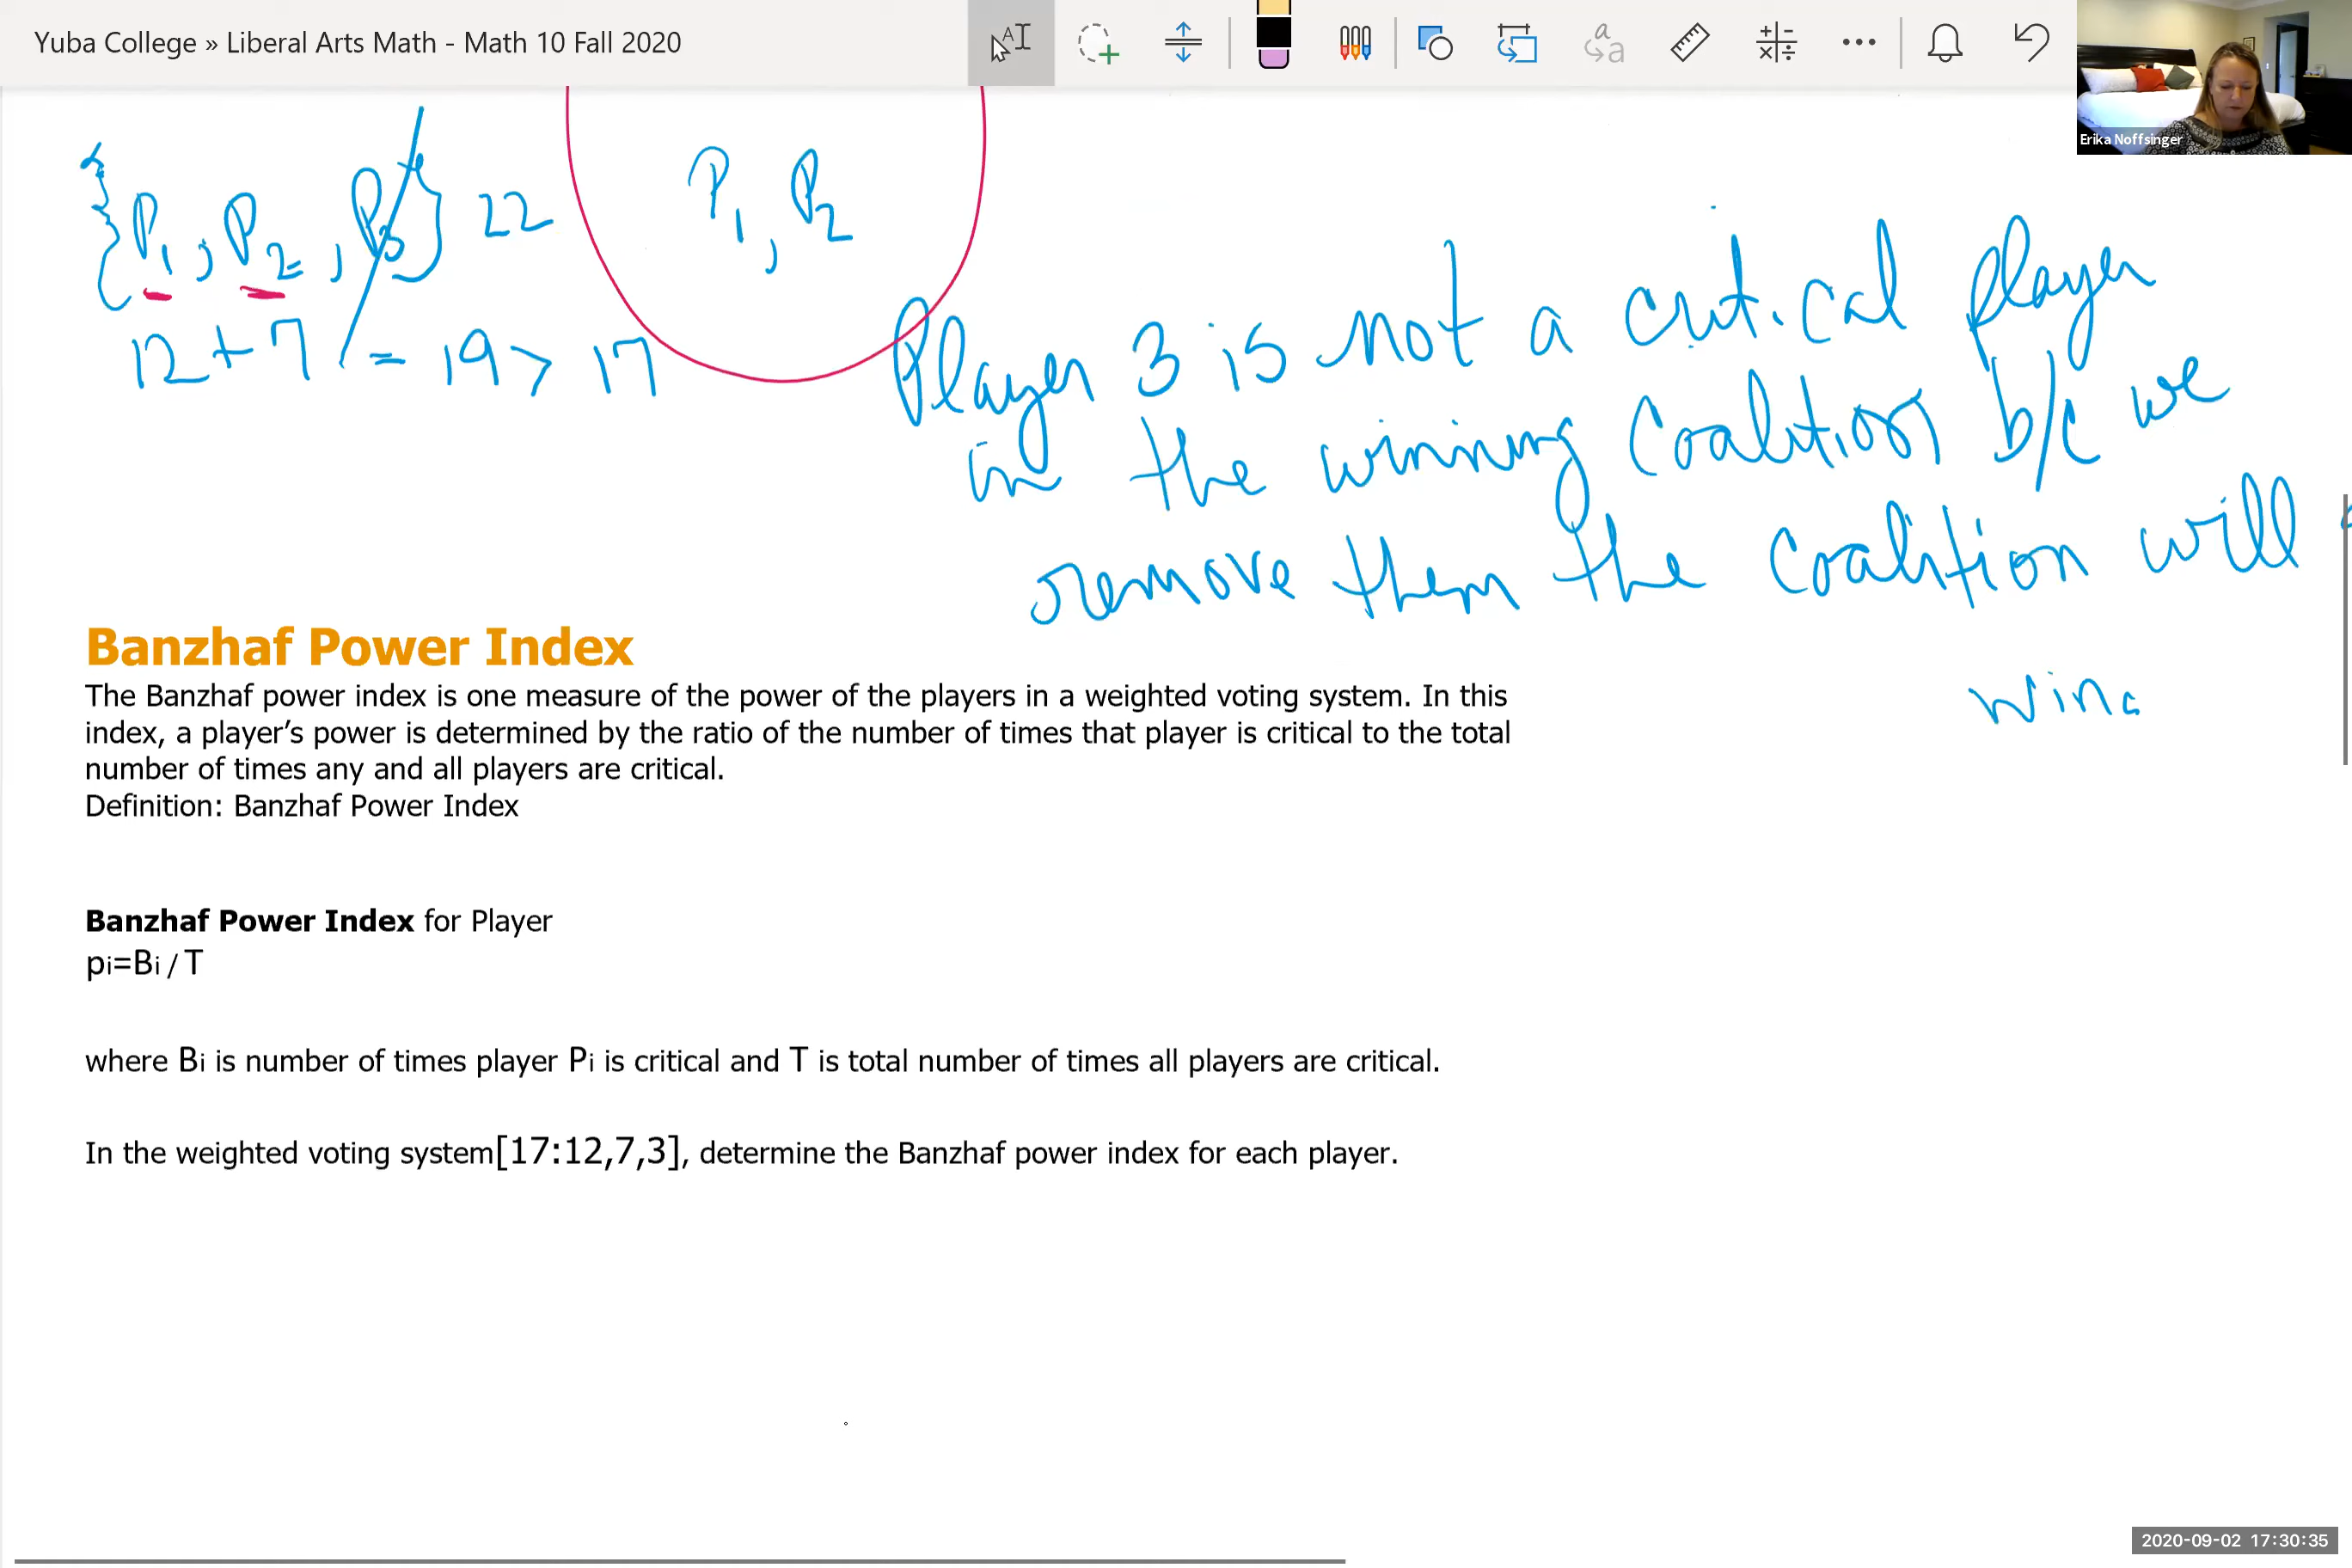 Yuba College » Liberal Arts Math - Math 10 Fall 2020
Erika Noffsinger
{P1, P2, P3} 22
P1, P2
12 + 7 = 19 > 17
Player 3 is not a critical player
in the winning coalition b/c we
remove them the coalition will
win
Banzhaf Power Index
The Banzhaf power index is one measure of the power of the players in a weighted voting system. In this
index, a player’s power is determined by the ratio of the number of times that player is critical to the total
number of times any and all players are critical.
Definition: Banzhaf Power Index
Banzhaf Power Index for Player
pi=Bi / T
where Bi is number of times player Pi is critical and T is total number of times all players are critical.
In the weighted voting system[17:12,7,3], determine the Banzhaf power index for each player.
2020-09-02 17:30:35